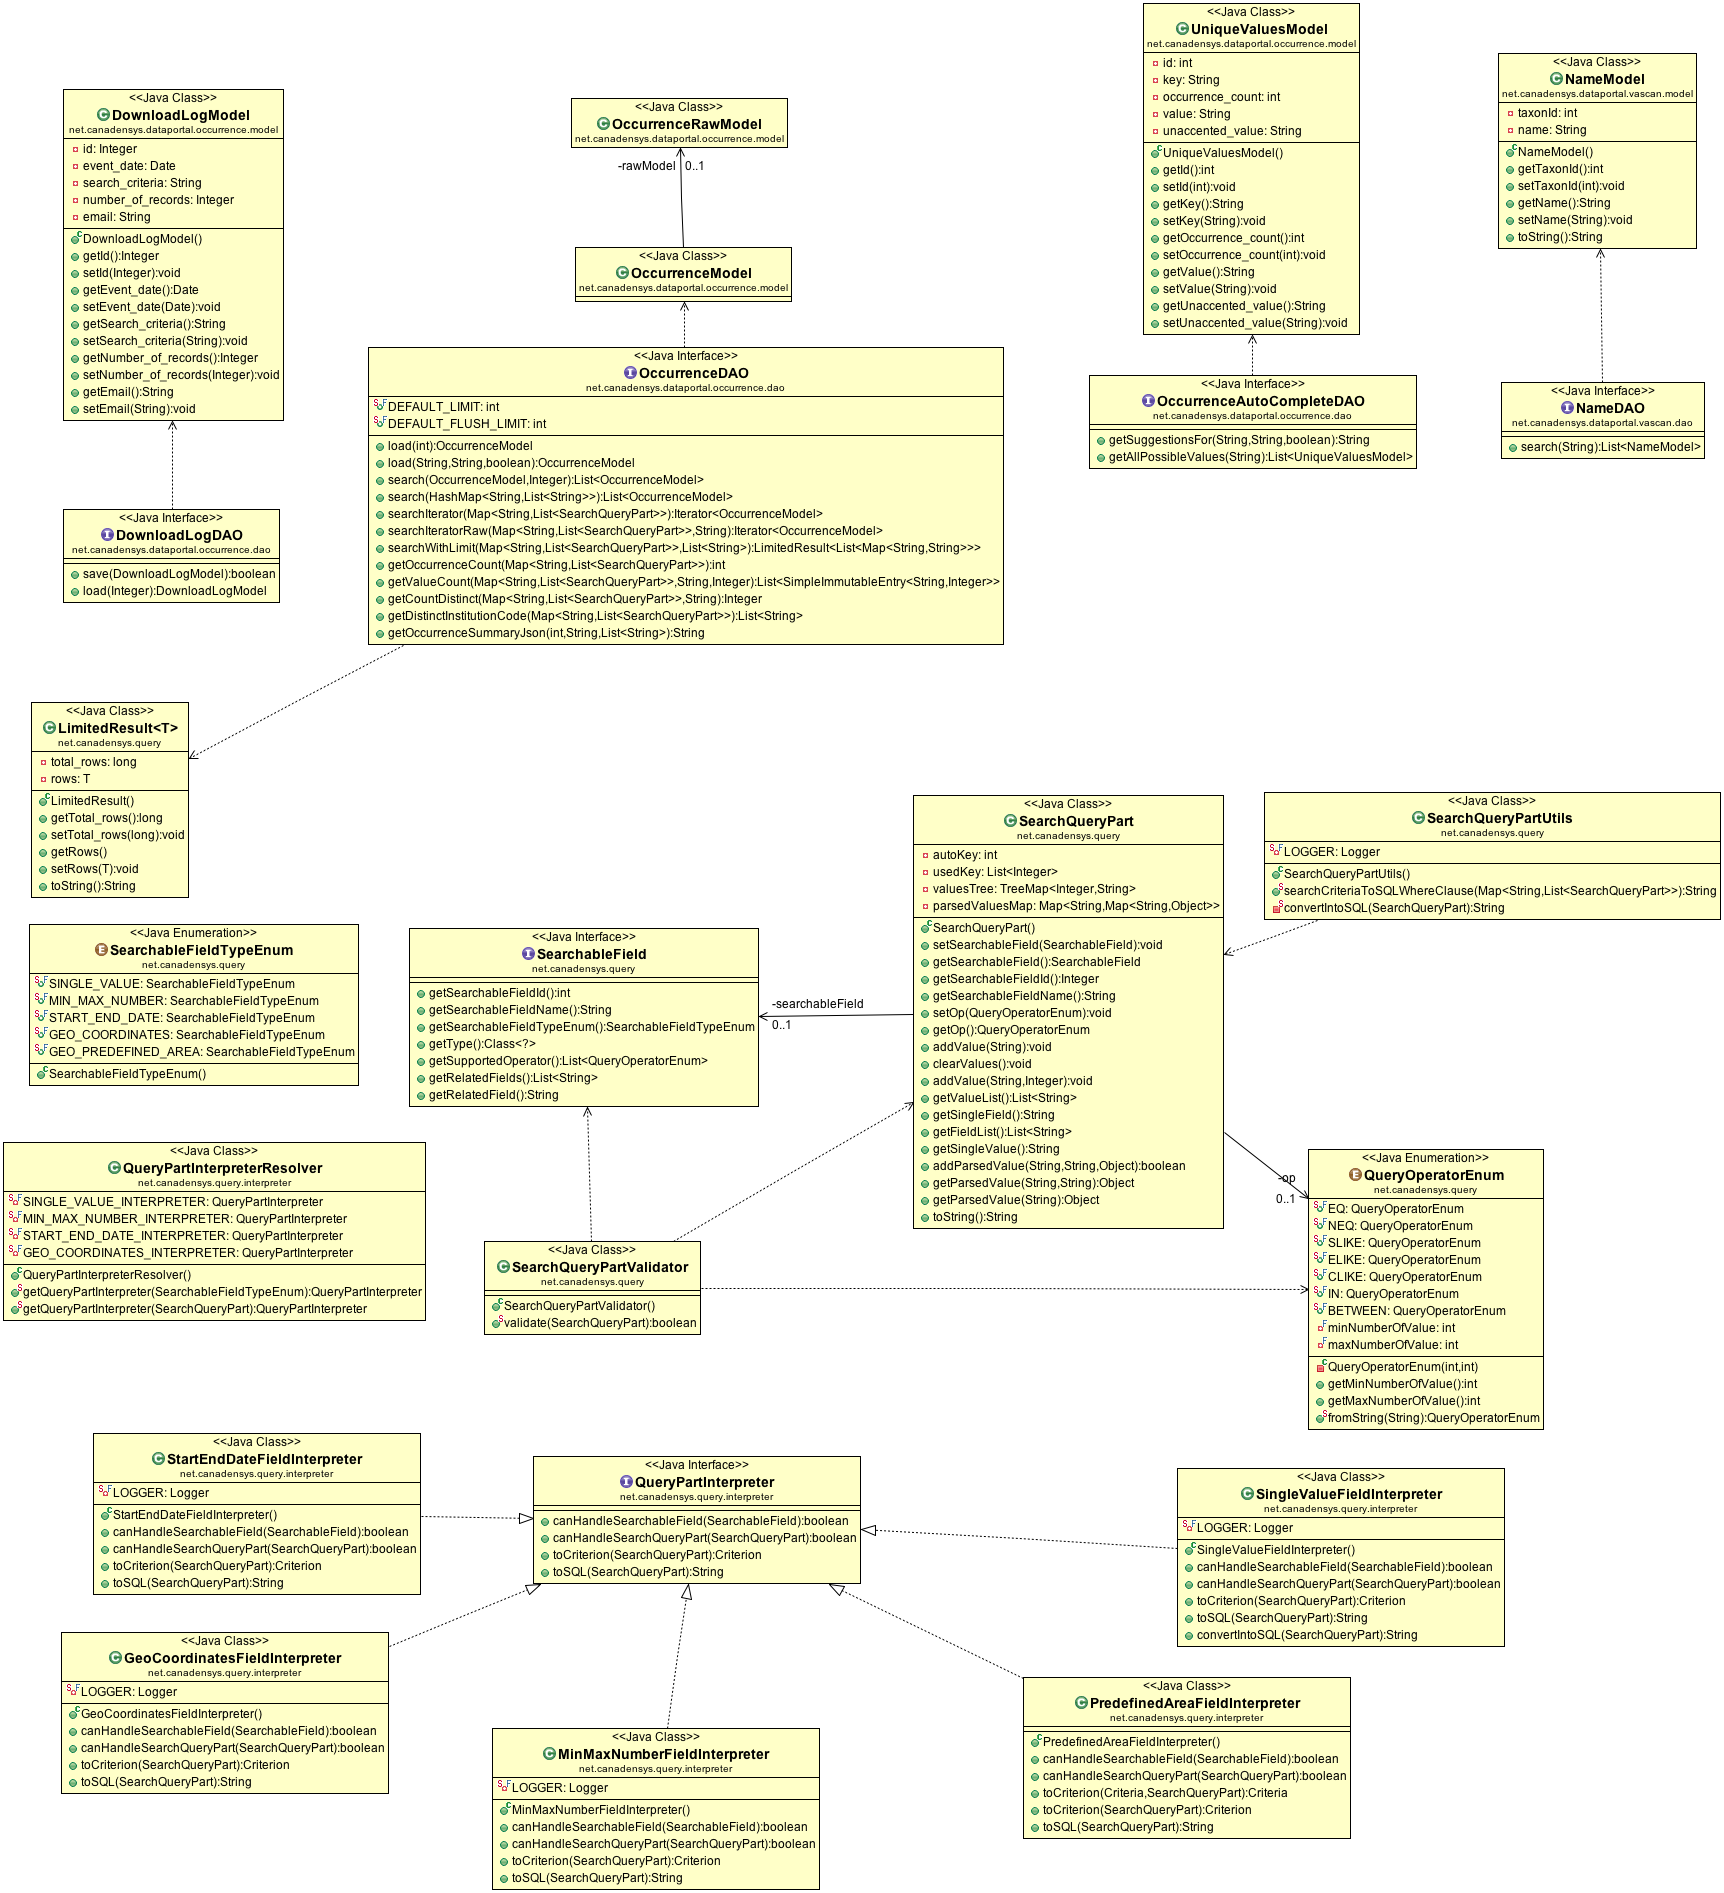 <<Java Class>>
UniqueValuesModel
net.canadensys.dataportal.occurrence.model
id: int
key: String
occurrence_count: int
value: String
unaccented_value: String
UniqueValuesModel()
getId():int
setId(int):void
getKey():String
setKey(String):void
getOccurrence_count():int
setOccurrence_count(int):void
getValue():String
setValue(String):void
getUnaccented_value():String
setUnaccented_value(String):void
<<Java Class>>
NameModel
net.canadensys.dataportal.vascan.model
taxonId: int
name: String
NameModel()
getTaxonId():int
setTaxonId(int):void
getName():String
setName(String):void
toString():String
<<Java Class>>
DownloadLogModel
net.canadensys.dataportal.occurrence.model
id: Integer
event_date: Date
search_criteria: String
number_of_records: Integer
email: String
DownloadLogModel()
getId():Integer
setId(Integer):void
getEvent_date():Date
setEvent_date(Date):void
getSearch_criteria():String
setSearch_criteria(String):void
getNumber_of_records():Integer
setNumber_of_records(Integer):void
getEmail():String
setEmail(String):void
<<Java Class>>
OccurrenceRawModel
net.canadensys.dataportal.occurrence.model
-rawModel
0..1
<<Java Class>>
OccurrenceModel
net.canadensys.dataportal.occurrence.model
<<Java Interface>>
OccurrenceDAO
net.canadensys.dataportal.occurrence.dao
DEFAULT_LIMIT: int
DEFAULT_FLUSH_LIMIT: int
load(int):OccurrenceModel
load(String,String,boolean):OccurrenceModel
search(OccurrenceModel,Integer):List<OccurrenceModel>
search(HashMap<String,List<String>>):List<OccurrenceModel>
searchIterator(Map<String,List<SearchQueryPart>>):Iterator<OccurrenceModel>
searchIteratorRaw(Map<String,List<SearchQueryPart>>,String):Iterator<OccurrenceModel>
searchWithLimit(Map<String,List<SearchQueryPart>>,List<String>):LimitedResult<List<Map<String,String>>>
getOccurrenceCount(Map<String,List<SearchQueryPart>>):int
getValueCount(Map<String,List<SearchQueryPart>>,String,Integer):List<SimpleImmutableEntry<String,Integer>>
getCountDistinct(Map<String,List<SearchQueryPart>>,String):Integer
getDistinctInstitutionCode(Map<String,List<SearchQueryPart>>):List<String>
getOccurrenceSummaryJson(int,String,List<String>):String
<<Java Interface>>
OccurrenceAutoCompleteDAO
net.canadensys.dataportal.occurrence.dao
getSuggestionsFor(String,String,boolean):String
getAllPossibleValues(String):List<UniqueValuesModel>
<<Java Interface>>
NameDAO
net.canadensys.dataportal.vascan.dao
search(String):List<NameModel>
<<Java Interface>>
DownloadLogDAO
net.canadensys.dataportal.occurrence.dao
save(DownloadLogModel):boolean
load(Integer):DownloadLogModel
<<Java Class>>
LimitedResult<T>
net.canadensys.query
total_rows: long
rows: T
LimitedResult()
getTotal_rows():long
setTotal_rows(long):void
getRows()
setRows(T):void
toString():String
<<Java Class>>
SearchQueryPart
net.canadensys.query
autoKey: int
usedKey: List<Integer>
valuesTree: TreeMap<Integer,String>
parsedValuesMap: Map<String,Map<String,Object>>
SearchQueryPart()
setSearchableField(SearchableField):void
getSearchableField():SearchableField
getSearchableFieldId():Integer
getSearchableFieldName():String
setOp(QueryOperatorEnum):void
getOp():QueryOperatorEnum
addValue(String):void
clearValues():void
addValue(String,Integer):void
getValueList():List<String>
getSingleField():String
getFieldList():List<String>
getSingleValue():String
addParsedValue(String,String,Object):boolean
getParsedValue(String,String):Object
getParsedValue(String):Object
toString():String
<<Java Class>>
SearchQueryPartUtils
net.canadensys.query
LOGGER: Logger
SearchQueryPartUtils()
searchCriteriaToSQLWhereClause(Map<String,List<SearchQueryPart>>):String
convertIntoSQL(SearchQueryPart):String
<<Java Enumeration>>
SearchableFieldTypeEnum
net.canadensys.query
SINGLE_VALUE: SearchableFieldTypeEnum
MIN_MAX_NUMBER: SearchableFieldTypeEnum
START_END_DATE: SearchableFieldTypeEnum
GEO_COORDINATES: SearchableFieldTypeEnum
GEO_PREDEFINED_AREA: SearchableFieldTypeEnum
SearchableFieldTypeEnum()
<<Java Interface>>
SearchableField
net.canadensys.query
getSearchableFieldId():int
getSearchableFieldName():String
getSearchableFieldTypeEnum():SearchableFieldTypeEnum
getType():Class<?>
getSupportedOperator():List<QueryOperatorEnum>
getRelatedFields():List<String>
getRelatedField():String
-searchableField
0..1
<<Java Class>>
QueryPartInterpreterResolver
net.canadensys.query.interpreter
SINGLE_VALUE_INTERPRETER: QueryPartInterpreter
MIN_MAX_NUMBER_INTERPRETER: QueryPartInterpreter
START_END_DATE_INTERPRETER: QueryPartInterpreter
GEO_COORDINATES_INTERPRETER: QueryPartInterpreter
QueryPartInterpreterResolver()
getQueryPartInterpreter(SearchableFieldTypeEnum):QueryPartInterpreter
getQueryPartInterpreter(SearchQueryPart):QueryPartInterpreter
<<Java Class>>
SearchQueryPartValidator
net.canadensys.query
SearchQueryPartValidator()
validate(SearchQueryPart):boolean
-op
0..1
<<Java Enumeration>>
QueryOperatorEnum
net.canadensys.query
EQ: QueryOperatorEnum
NEQ: QueryOperatorEnum
SLIKE: QueryOperatorEnum
ELIKE: QueryOperatorEnum
CLIKE: QueryOperatorEnum
IN: QueryOperatorEnum
BETWEEN: QueryOperatorEnum
minNumberOfValue: int
maxNumberOfValue: int
QueryOperatorEnum(int,int)
getMinNumberOfValue():int
getMaxNumberOfValue():int
fromString(String):QueryOperatorEnum
<<Java Class>>
StartEndDateFieldInterpreter
net.canadensys.query.interpreter
LOGGER: Logger
StartEndDateFieldInterpreter()
canHandleSearchableField(SearchableField):boolean
canHandleSearchQueryPart(SearchQueryPart):boolean
toCriterion(SearchQueryPart):Criterion
toSQL(SearchQueryPart):String
<<Java Interface>>
QueryPartInterpreter
net.canadensys.query.interpreter
canHandleSearchableField(SearchableField):boolean
canHandleSearchQueryPart(SearchQueryPart):boolean
toCriterion(SearchQueryPart):Criterion
toSQL(SearchQueryPart):String
<<Java Class>>
SingleValueFieldInterpreter
net.canadensys.query.interpreter
LOGGER: Logger
SingleValueFieldInterpreter()
canHandleSearchableField(SearchableField):boolean
canHandleSearchQueryPart(SearchQueryPart):boolean
toCriterion(SearchQueryPart):Criterion
toSQL(SearchQueryPart):String
convertIntoSQL(SearchQueryPart):String
<<Java Class>>
GeoCoordinatesFieldInterpreter
net.canadensys.query.interpreter
LOGGER: Logger
GeoCoordinatesFieldInterpreter()
canHandleSearchableField(SearchableField):boolean
canHandleSearchQueryPart(SearchQueryPart):boolean
toCriterion(SearchQueryPart):Criterion
toSQL(SearchQueryPart):String
<<Java Class>>
MinMaxNumberFieldInterpreter
net.canadensys.query.interpreter
LOGGER: Logger
MinMaxNumberFieldInterpreter()
canHandleSearchableField(SearchableField):boolean
canHandleSearchQueryPart(SearchQueryPart):boolean
toCriterion(SearchQueryPart):Criterion
toSQL(SearchQueryPart):String
<<Java Class>>
PredefinedAreaFieldInterpreter
net.canadensys.query.interpreter
PredefinedAreaFieldInterpreter()
canHandleSearchableField(SearchableField):boolean
canHandleSearchQueryPart(SearchQueryPart):boolean
toCriterion(Criteria,SearchQueryPart):Criteria
toCriterion(SearchQueryPart):Criterion
toSQL(SearchQueryPart):String